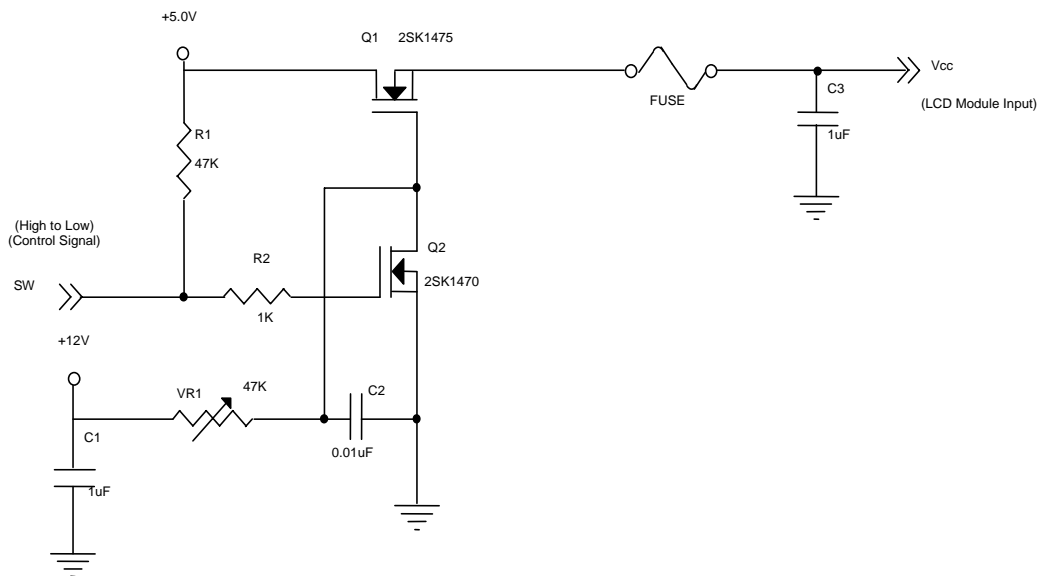 +5.0V
Q1 2SK1475
Vcc
FUSE
C3
(LCD Module Input)
R1
1uF
47K
(High to Low)
(Control Signal)
Q2
R2
2SK1470
SW
1K
+12V
VR1
47K
C2
C1
0.01uF
1uF